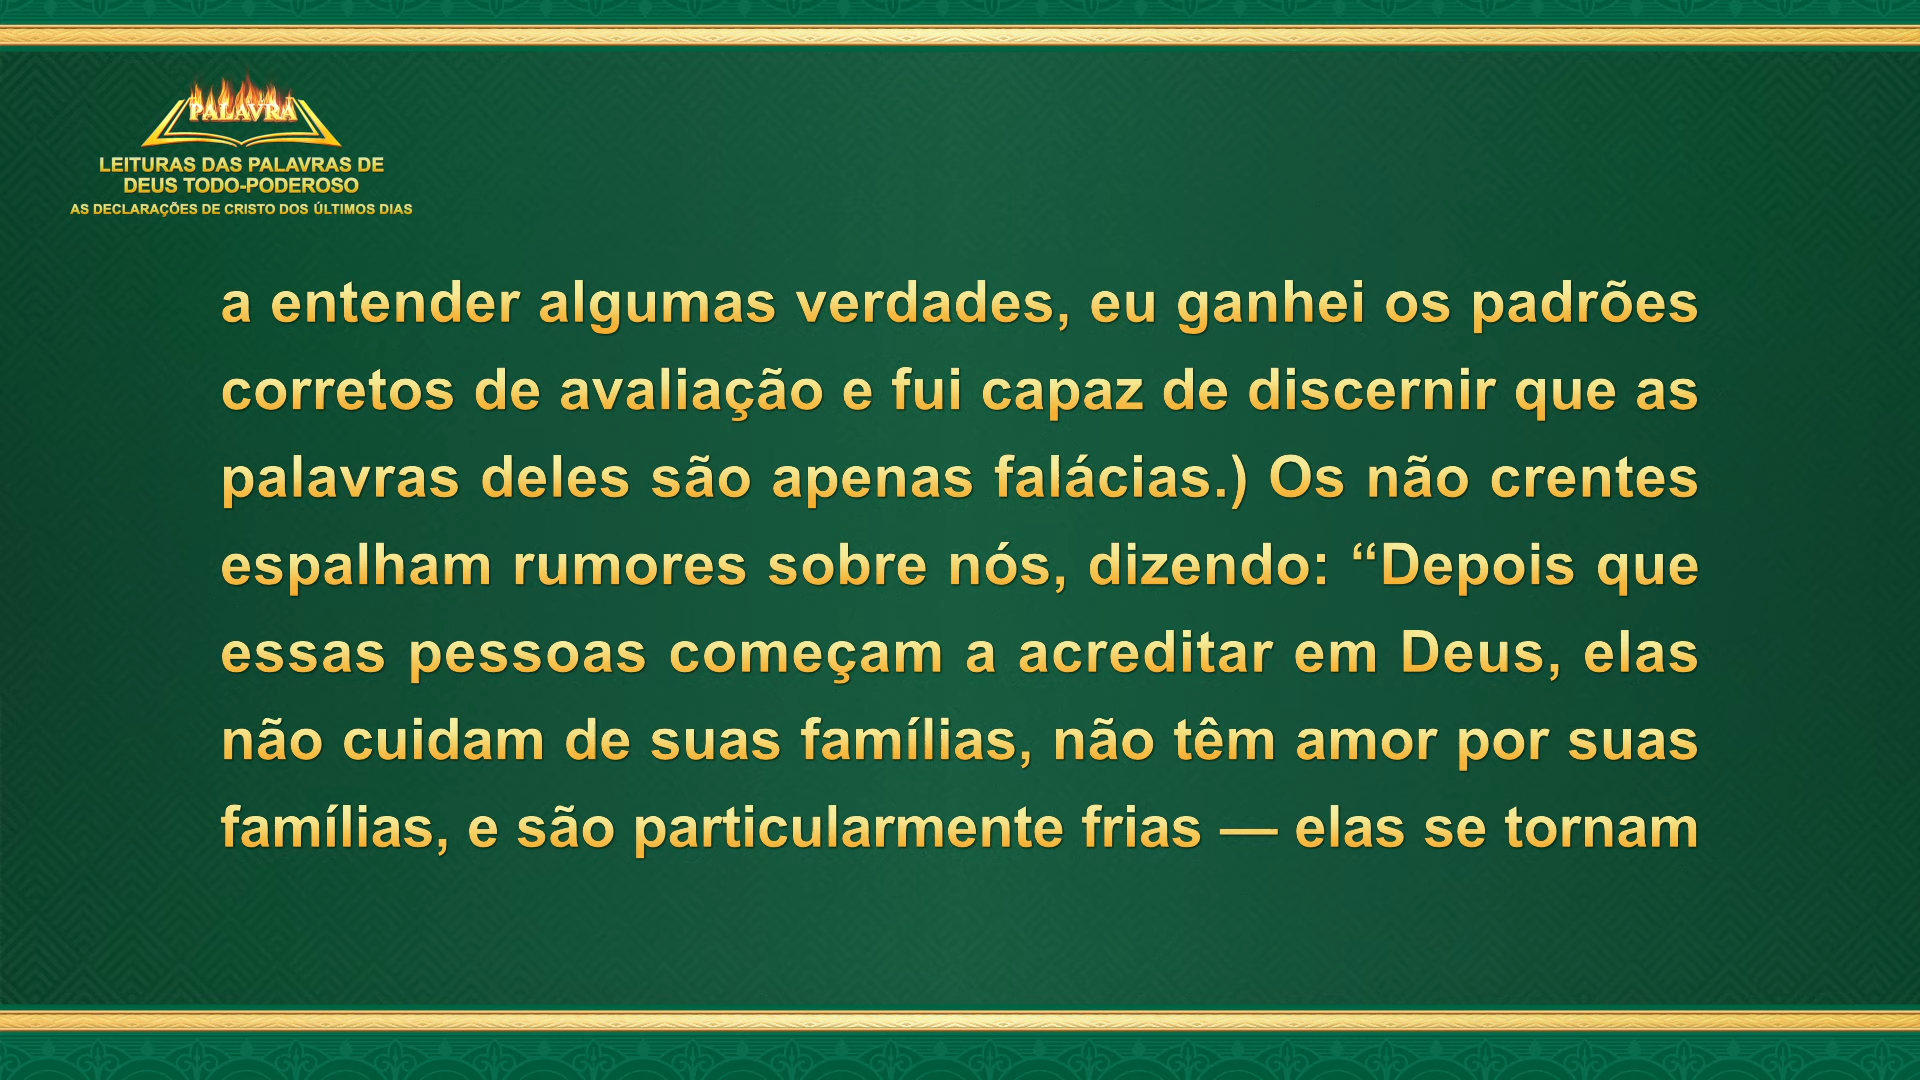 PALAVRA
LEITURAS DAS PALAVRAS DE
DEUS TODO-PODEROSO
AS DECLARAÇÕES DE CRISTO DOS ÚLTIMOS DIAS
a entender algumas verdades, eu ganhei os padrões
corretos de avaliação e fui capaz de discernir que as
palavras deles são apenas falácias.) Os não crentes
espalham rumores sobre nós, dizendo: “Depois que
essas pessoas começam a acreditar em Deus, elas
não cuidam de suas famílias, não têm amor por suas
famílias, e são particularmente frias — elas se tornam